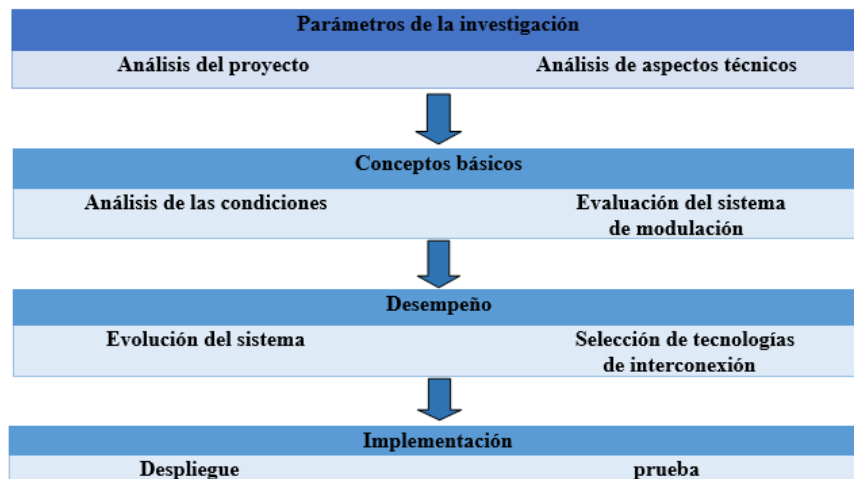 Parámetros de la investigación
Análisis del proyecto
Análisis de aspectos técnicos
Conceptos básicos
Análisis de las condiciones
Evaluación del sistema
de modulación
Desempeño
Evolución del sistema
Selección de tecnologías
de interconexión
Implementación
Despliegue
prueba